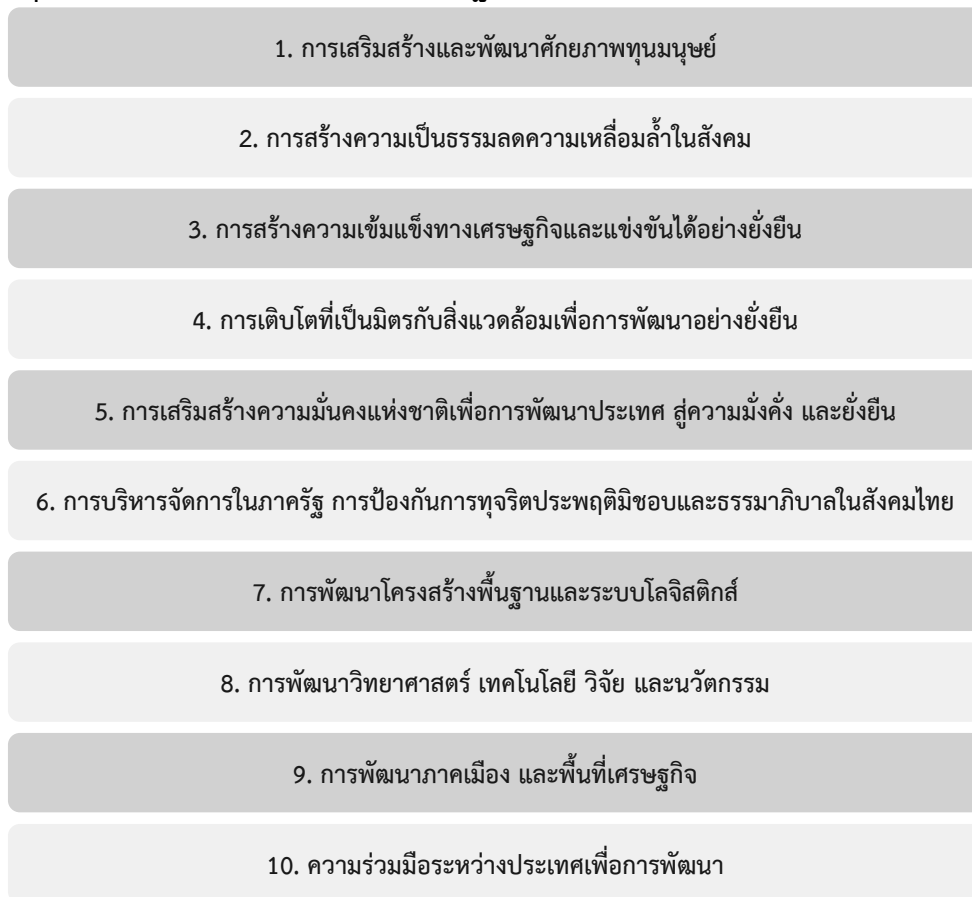 1. การเสริมสร้างและพัฒนาศักยภาพทุนมนุษย์
2. การสร้างความเป็นธรรมลดความเหลื่อมล้ำในสังคม
3. การสร้างความเข้มแข็งทางเศรษฐกิจและแข่งขันได้อย่างยั่งยืน
4. การเติบโตที่เป็นมิตรกับสิ่งแวดล้อมเพื่อการพัฒนาอย่างยั่งยืน
5. การเสริมสร้างความมั่นคงแห่งชาติเพื่อการพัฒนาประเทศ สู่ความมั่งคั่ง และยั่งยืน
6. การบริหารจัดการในภาครัฐ การป้องกันการทุจริตประพฤติมิชอบและธรรมาภิบาลในสังคมไทย
7. การพัฒนาโครงสร้างพื้นฐานและระบบโลจิสติกส์
8. การพัฒนาวิทยาศาสตร์ เทคโนโลยี วิจัย และนวัตกรรม
9. การพัฒนาภาคเมือง และพื้นที่เศรษฐกิจ
10. ความร่วมมือระหว่างประเทศเพื่อการพัฒนา